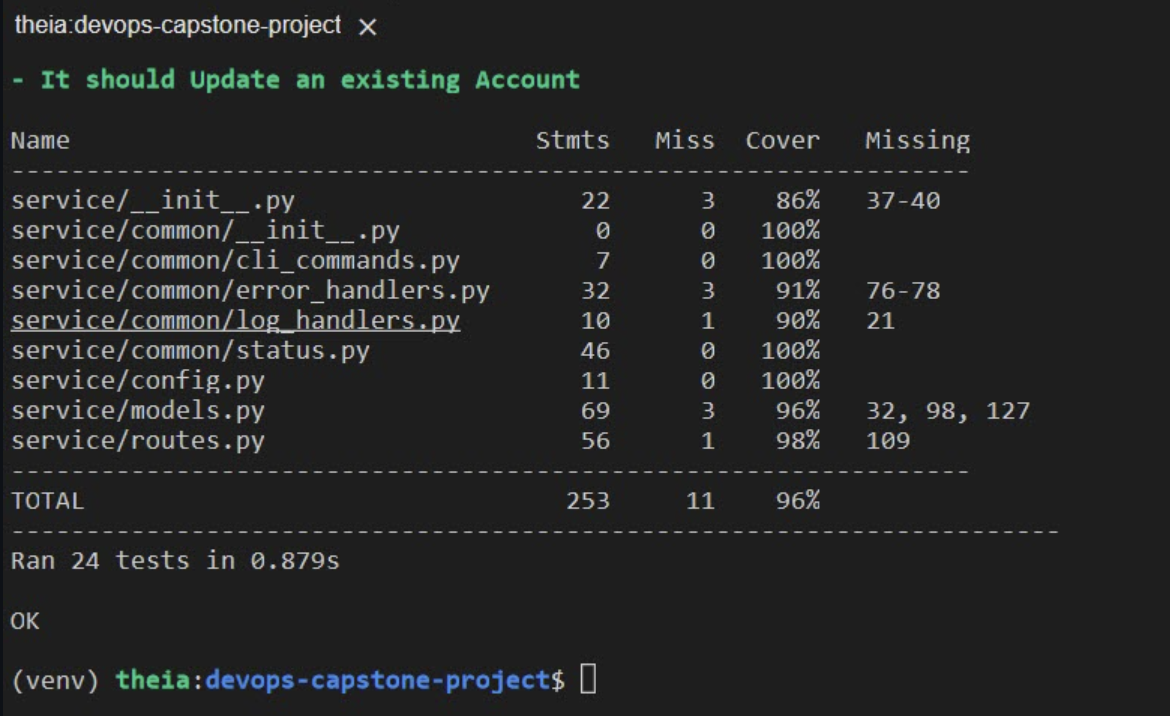 theia:devops-capstone-project ×
- It should Update an existing Account
Name Stmts Miss Cover Missing
----------------------------------------------------------------
service/__init__.py 22 3 86% 37-40
service/common/__init__.py 0 0 100%
service/common/cli_commands.py 7 0 100%
service/common/error_handlers.py 32 3 91% 76-78
service/common/log_handlers.py 10 1 90% 21
service/common/status.py 46 0 100%
service/config.py 11 0 100%
service/models.py 69 3 96% 32, 98, 127
service/routes.py 56 1 98% 109
----------------------------------------------------------------
TOTAL 253 11 96%
----------------------------------------------------------------------
Ran 24 tests in 0.879s
OK
(venv) theia:devops-capstone-project$